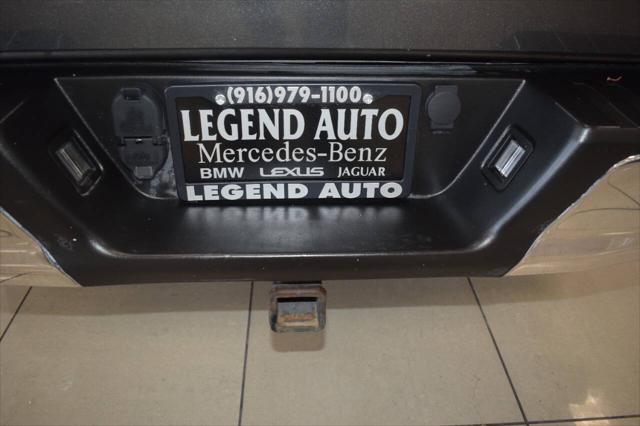 (916)979-1100
LEGEND AUTO
Mercedes-Benz
BMW LEXUS JAGUAR
LEGEND AUTO